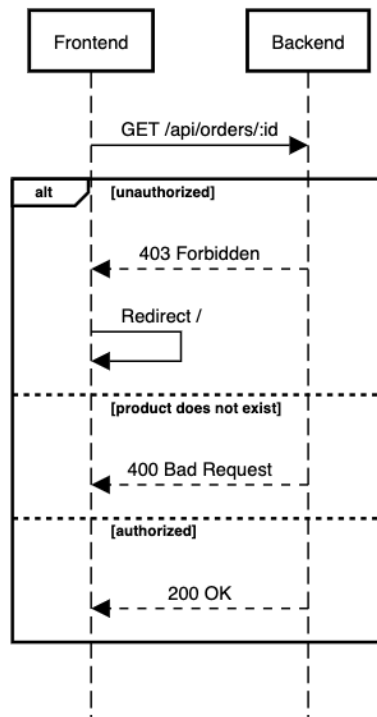 Frontend
Backend
GET /api/orders/:id
alt
[unauthorized]
403 Forbidden
Redirect /
[product does not exist]
400 Bad Request
[authorized]
200 OK